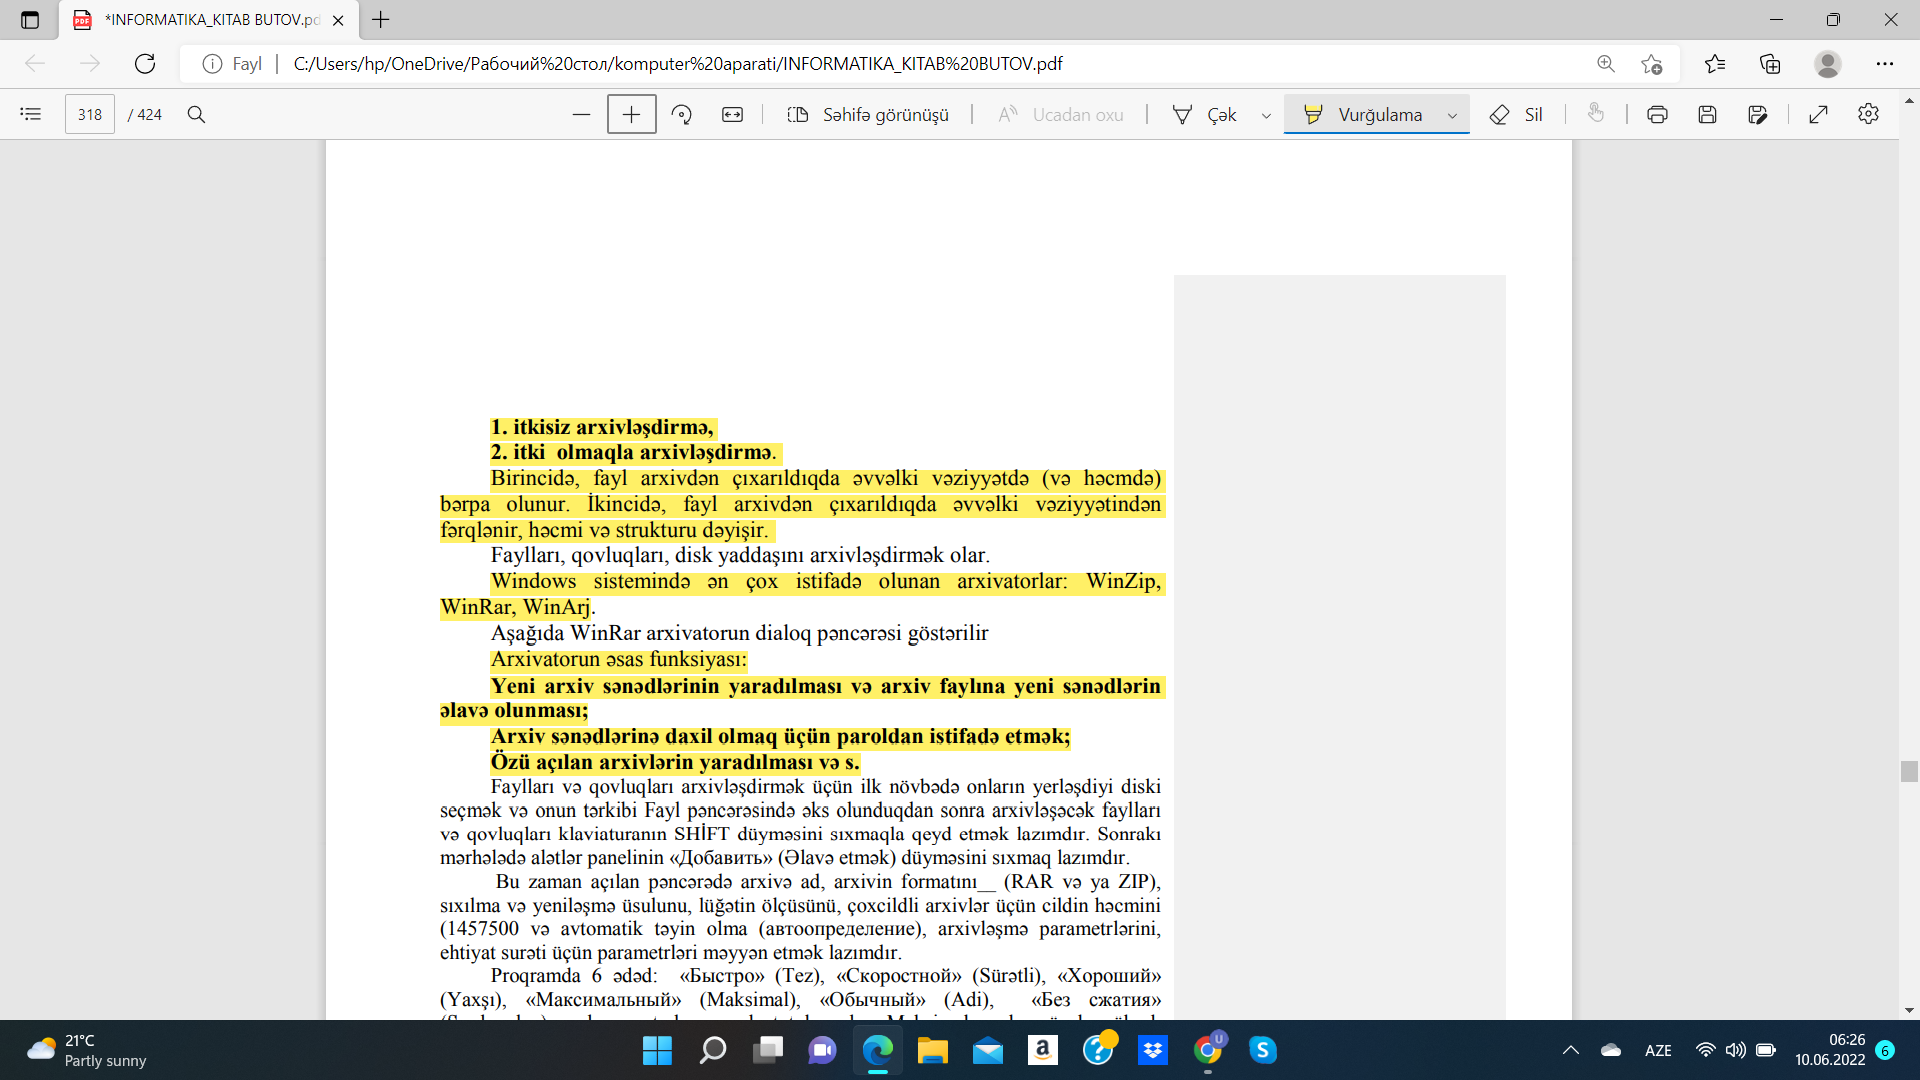 *INFORMATIKA_KITAB BUTOV.pd
Fayl
C:/Users/hp/OneDrive/Рабочий%20стол/komputer%20aparati/INFORMATIKA_KITAB%20BUTOV.pdf
318 / 424
Səhifə görünüşü
Ucadan oxu
Çək
Vurğulama
Sil
1. itkisiz arxivləşdirmə,
2. itki olmaqla arxivləşdirmə.
Birincidə, fayl arxivdən çıxarıldıqda əvvəlki vəziyyətdə (və həcmdə)
bərpa olunur. İkincidə, fayl arxivdən çıxarıldıqda əvvəlki vəziyyətindən
fərqlənir, həcmi və strukturu dəyişir.
Faylları, qovluqları, disk yaddaşını arxivləşdirmək olar.
Windows sistemində ən çox istifadə olunan arxivatorlar: WinZip,
WinRar, WinArj.
Aşağıda WinRar arxivatorun dialoq pəncərəsi göstərilir
Arxivatorun əsas funksiyası:
Yeni arxiv sənədlərinin yaradılması və arxiv faylına yeni sənədlərin
əlavə olunması;
Arxiv sənədlərinə daxil olmaq üçün paroldan istifadə etmək;
Özü açılan arxivlərin yaradılması və s.
Faylları və qovluqları arxivləşdirmək üçün ilk növbədə onların yerləşdiyi diski
seçmək və onun tərkibi Fayl pəncərəsində əks olunduqdan sonra arxivləşəcək faylları
və qovluqları klaviaturanın SHİFT düyməsini sıxmaqla qeyd etmək lazımdır. Sonrakı
mərhələdə alətlər panelinin «Добавить» (Əlavə etmək) düyməsini sıxmaq lazımdır.
Bu zaman açılan pəncərədə arxivə ad, arxivin formatını__ (RAR və ya ZIP),
sıxılma və yeniləşmə üsulunu, lüğətin ölçüsünü, çoxcildli arxivlər üçün cildin həcmini
(1457500 və avtomatik təyin olma (автоопределение), arxivləşmə parametrlərini,
ehtiyat surəti üçün parametrləri məyyən etmək lazımdır.
Proqramda 6 ədəd: «Быстро» (Tez), «Скоростной» (Sürətli), «Хороший»
(Yaxşı), «Максимальный» (Maksimal), «Обычный» (Adi), «Без сжатия»
21°C
Partly sunny
AZE
06:26
10.06.2022
6